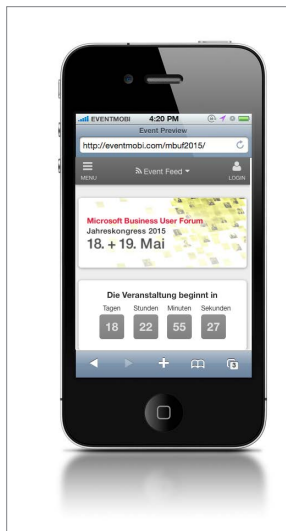 EVENTMOBI 4:20 PM
Event Preview
http://eventmobi.com/mbuf2015/
MENU
Event Feed
LOGIN
Microsoft Business User Forum
Jahreskongress 2015
18. + 19. Mai
Die Veranstaltung beginnt in
Tagen Stunden Minuten Sekunden
18 22 55 27
3